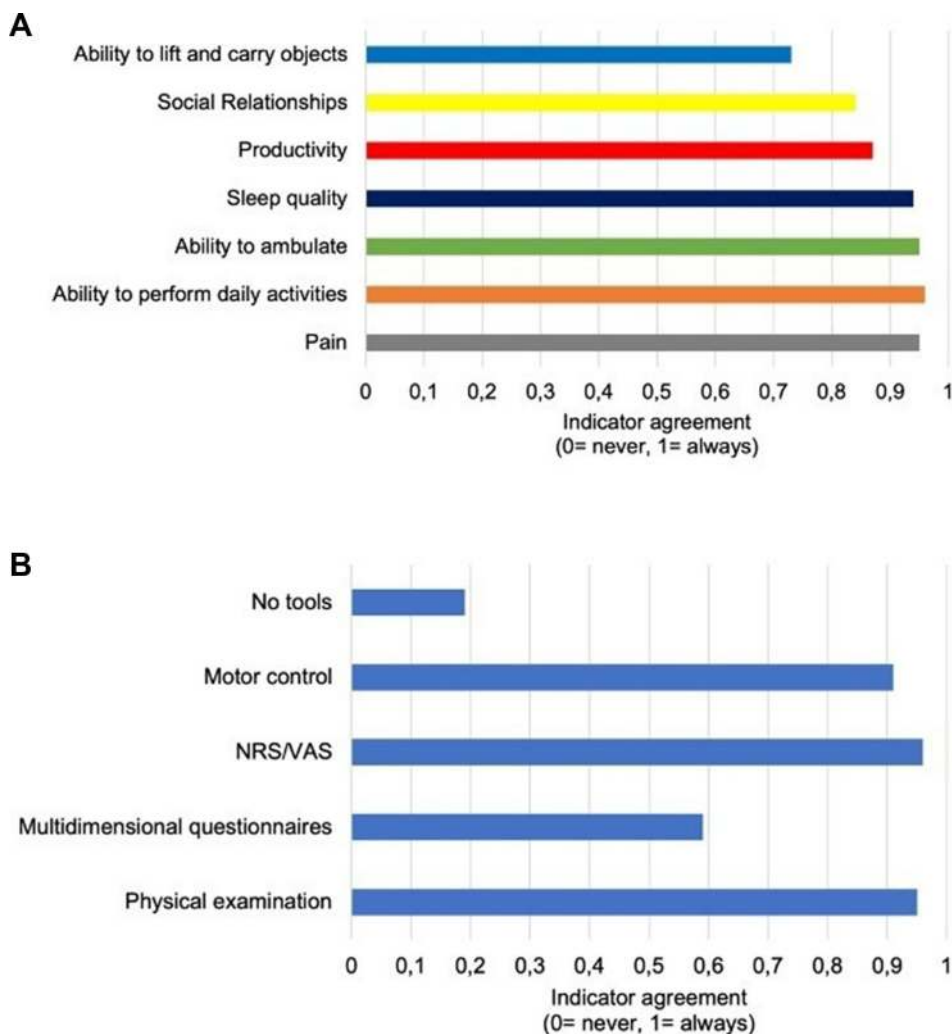 A
Ability to lift and carry objects
Social Relationships
Productivity
Sleep quality
Ability to ambulate
Ability to perform daily activities
Pain
0 0,1 0,2 0,3 0,4 0,5 0,6 0,7 0,8 0,9 1
Indicator agreement
(0= never, 1= always)
B
No tools
Motor control
NRS/VAS
Multidimensional questionnaires
Physical examination
0 0,1 0,2 0,3 0,4 0,5 0,6 0,7 0,8 0,9 1
Indicator agreement
(0= never, 1= always)